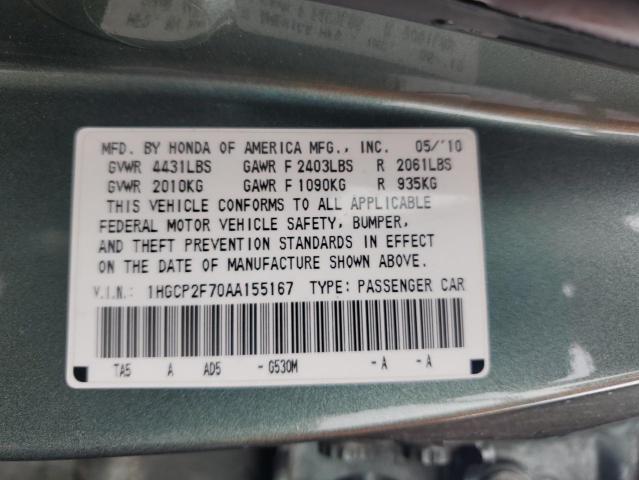 MFD. BY HONDA OF AMERICA MFG., INC. 05/'10
GVWR 4431LBS GAWR F 2403LBS R 2061LBS
GVWR 2010KG GAWR F 1090KG R 935KG
THIS VEHICLE CONFORMS TO ALL APPLICABLE
FEDERAL MOTOR VEHICLE SAFETY, BUMPER,
AND THEFT PREVENTION STANDARDS IN EFFECT
ON THE DATE OF MANUFACTURE SHOWN ABOVE.
V.I.N.: 1HGCP2F70AA155167 TYPE: PASSENGER CAR
TA5 A AD5 - G530M - A - A